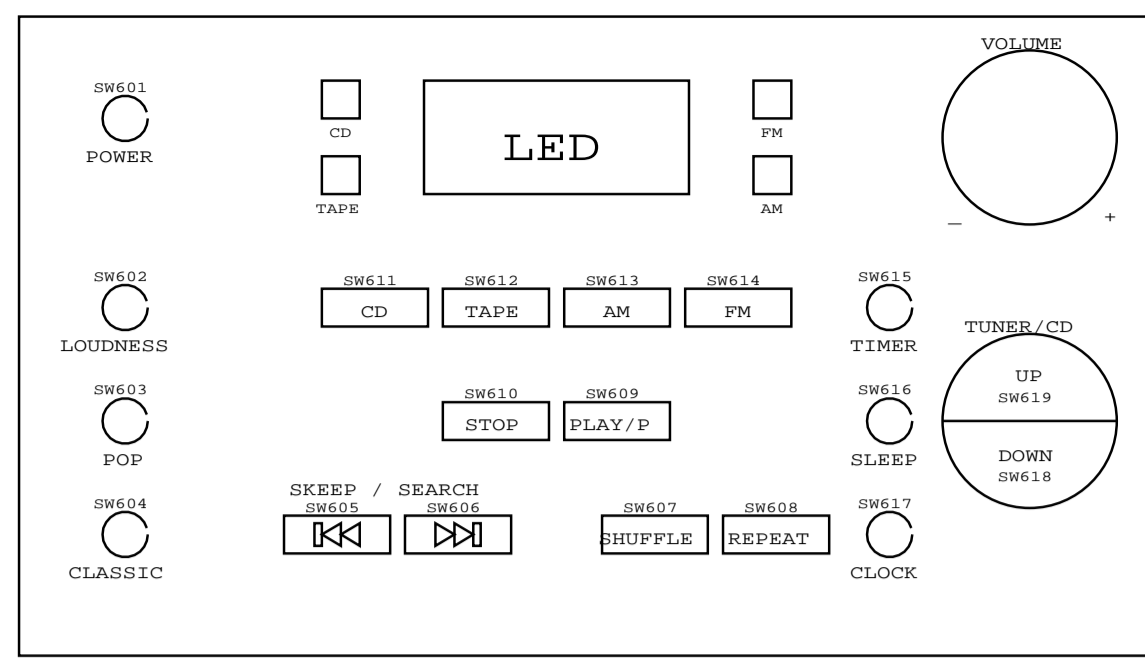 VOLUME
SW601
POWER
CD
LED
FM
TAPE
AM
_ +
SW602
LOUDNESS
SW611 SW612 SW613 SW614
CD TAPE AM FM
SW615
TIMER
TUNER/CD
UP
SW619
DOWN
SW618
SW603
POP
SW610 SW609
STOP PLAY/P
SW616
SLEEP
SKEEP / SEARCH
SW605 SW606
SW604
CLASSIC
SW607 SW608
SHUFFLE REPEAT
SW617
CLOCK